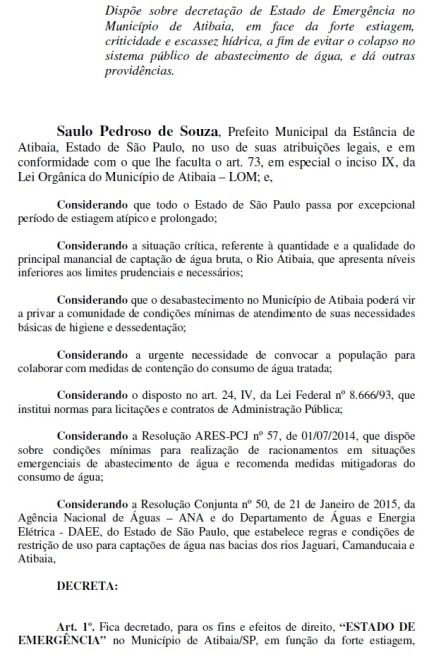 Dispõe sobre decretação de Estado de Emergência no
Município de Atibaia, em face da forte estiagem,
criticidade e escassez hídrica, a fim de evitar o colapso no
sistema público de abastecimento de água, e dá outras
providências.
Saulo Pedroso de Souza, Prefeito Municipal da Estância de
Atibaia, Estado de São Paulo, no uso de suas atribuições legais, e em
conformidade com o que lhe faculta o art. 73, em especial o inciso IX, da
Lei Orgânica do Município de Atibaia – LOM; e,
Considerando que todo o Estado de São Paulo passa por excepcional
período de estiagem atípico e prolongado;
Considerando a situação crítica, referente à quantidade e a qualidade do
principal manancial de captação de água bruta, o Rio Atibaia, que apresenta níveis
inferiores aos limites prudenciais e necessários;
Considerando que o desabastecimento no Município de Atibaia poderá vir
a privar a comunidade de condições mínimas de atendimento de suas necessidades
básicas de higiene e dessedentação;
Considerando a urgente necessidade de convocar a população para
colaborar com medidas de contenção do consumo de água tratada;
Considerando o disposto no art. 24, IV, da Lei Federal nº 8.666/93, que
institui normas para licitações e contratos de Administração Pública;
Considerando a Resolução ARES-PCJ nº 57, de 01/07/2014, que dispõe
sobre condições mínimas para realização de racionamentos em situações
emergenciais de abastecimento de água e recomenda medidas mitigadoras do
consumo de água;
Considerando a Resolução Conjunta nº 50, de 21 de Janeiro de 2015, da
Agência Nacional de Águas – ANA e do Departamento de Águas e Energia
Elétrica - DAEE, do Estado de São Paulo, que estabelece regras e condições de
restrição de uso para captações de água nas bacias dos rios Jaguari, Camanducaia e
Atibaia,
DECRETA:
Art. 1º. Fica decretado, para os fins e efeitos de direito, “ESTADO DE
EMERGÊNCIA” no Município de Atibaia/SP, em função da forte estiagem,